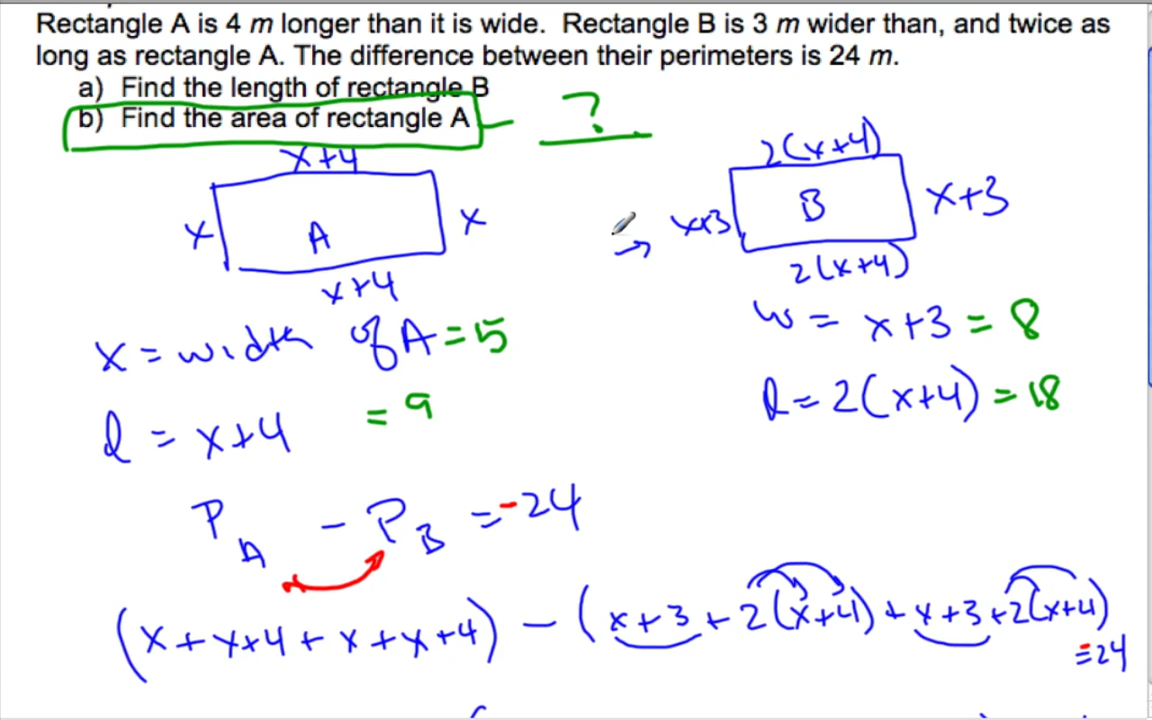 Rectangle A is 4 m longer than it is wide. Rectangle B is 3 m wider than, and twice as
long as rectangle A. The difference between their perimeters is 24 m.
a) Find the length of rectangle B
b) Find the area of rectangle A
?
x+4
2(x+4)
x
A
x
x+3
B
x+3
x+4
2(x+4)
x = width of A = 5
w = x+3 = 8
l = x+4 = 9
l = 2(x+4) = 18
P_A - P_B = -24
(x + x+4 + x + x+4) - (x+3 + 2(x+4) + x+3 + 2(x+4))
= -24